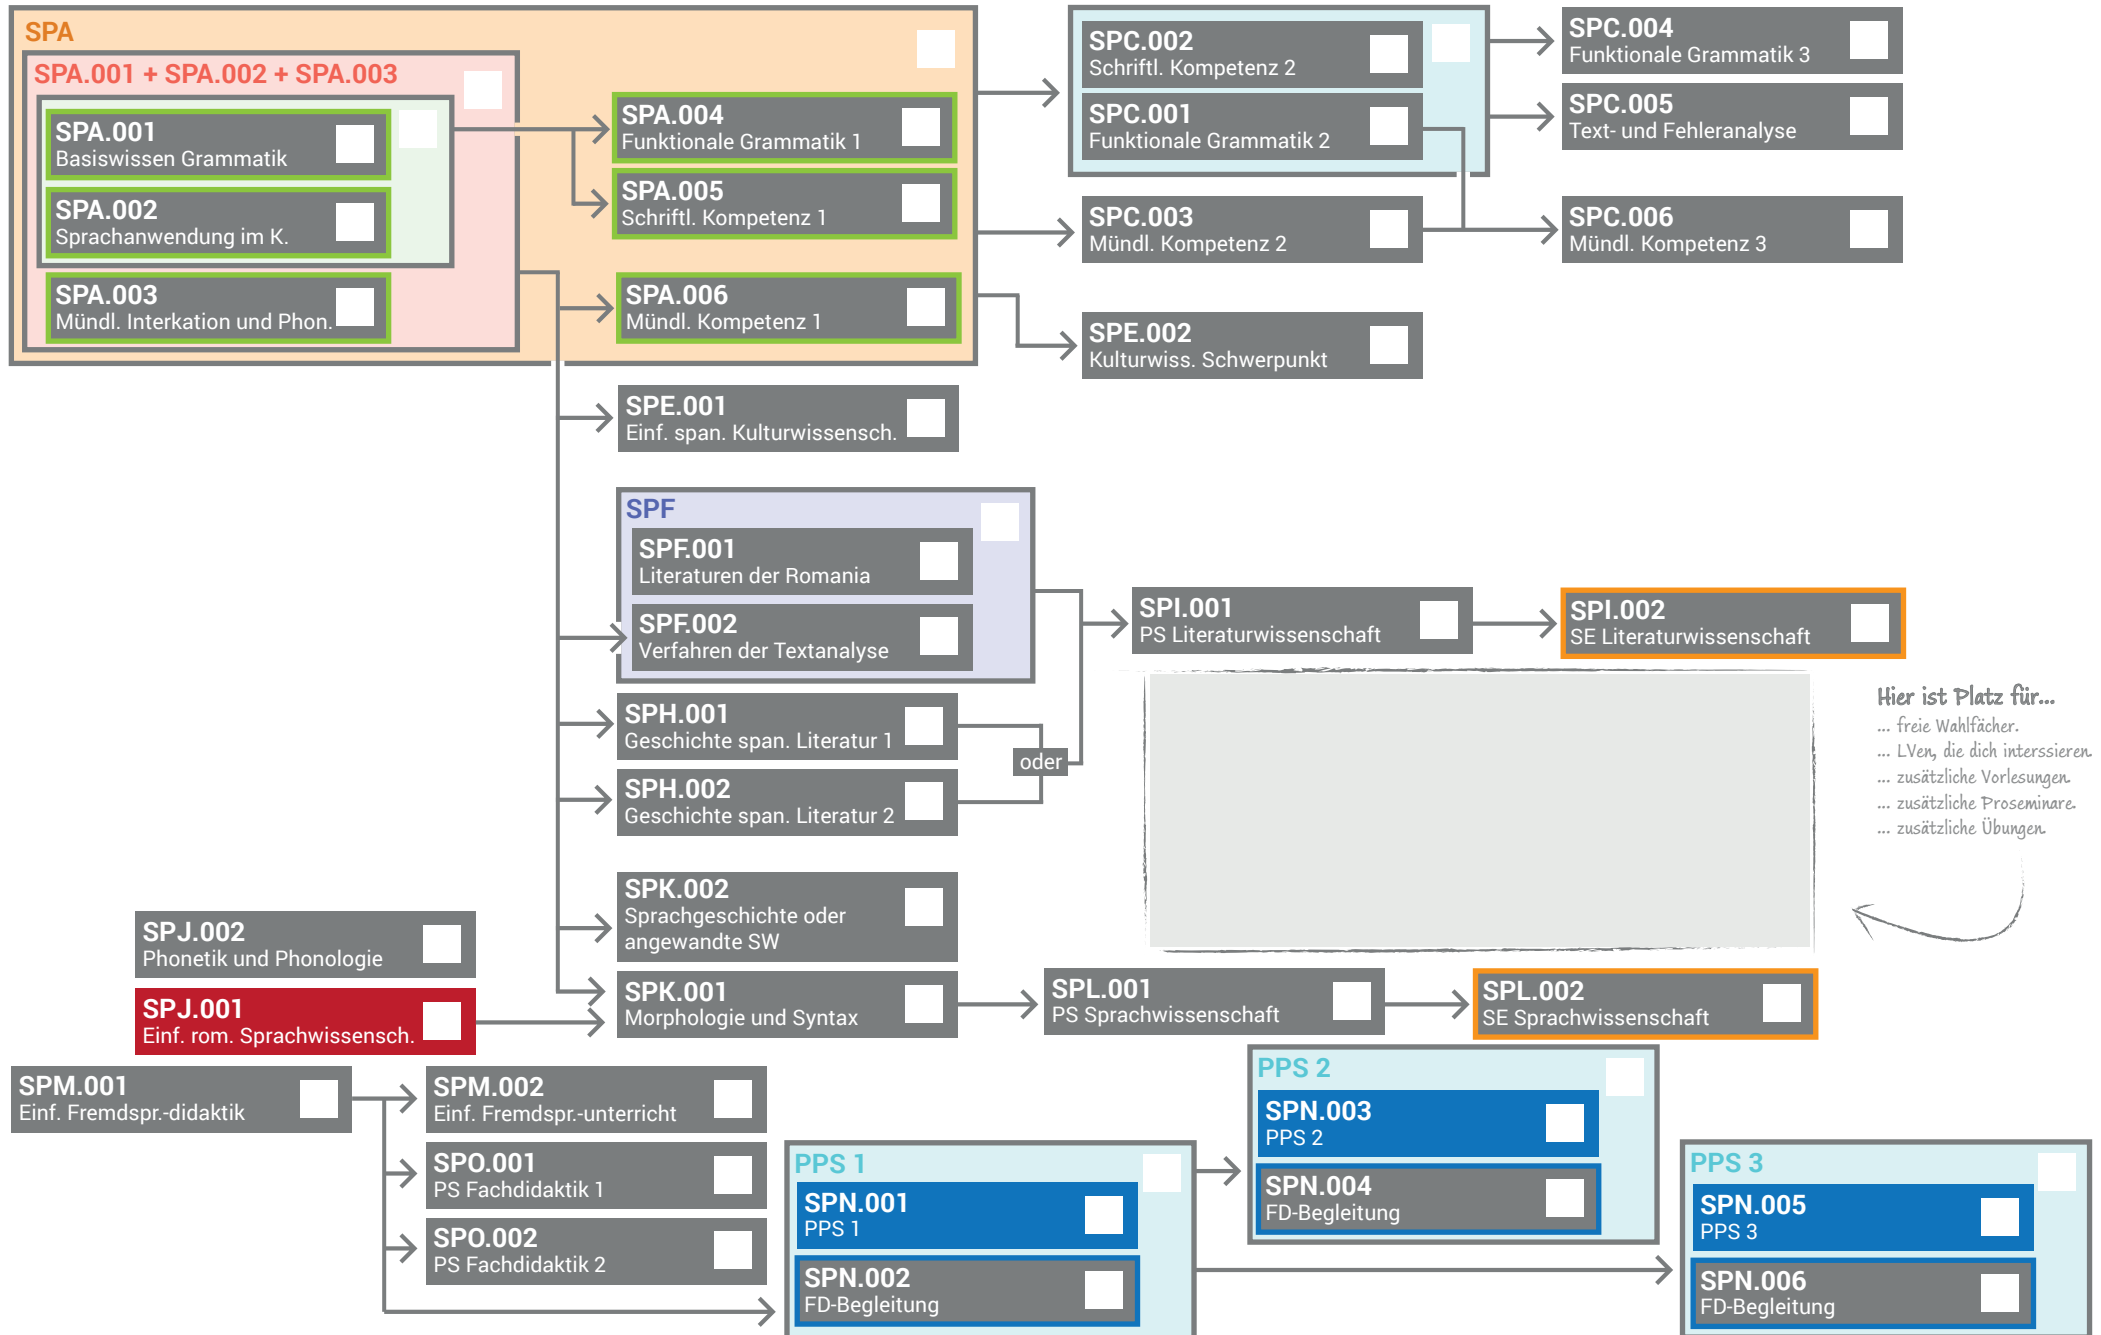 SPA
SPA.001 + SPA.002 + SPA.003
SPA.001
Basiswissen Grammatik
SPA.002
Sprachanwendung im K.
SPA.003
Mündl. Interkation und Phon.
SPA.004
Funktionale Grammatik 1
SPA.005
Schriftl. Kompetenz 1
SPA.006
Mündl. Kompetenz 1
SPC.002
Schriftl. Kompetenz 2
SPC.001
Funktionale Grammatik 2
SPC.003
Mündl. Kompetenz 2
SPE.002
Kulturwiss. Schwerpunkt
SPC.004
Funktionale Grammatik 3
SPC.005
Text- und Fehleranalyse
SPC.006
Mündl. Kompetenz 3
SPE.001
Einf. span. Kulturwissensch.
SPF
SPF.001
Literaturen der Romania
SPF.002
Verfahren der Textanalyse
SPH.001
Geschichte span. Literatur 1
SPH.002
Geschichte span. Literatur 2
oder
SPI.001
PS Literaturwissenschaft
SPI.002
SE Literaturwissenschaft
Hier ist Platz für...
... freie Wahlfächer.
... LVen, die dich interssieren.
... zusätzliche Vorlesungen.
... zusätzliche Proseminare.
... zusätzliche Übungen.
SPK.002
Sprachgeschichte oder
angewandte SW
SPJ.002
Phonetik und Phonologie
SPJ.001
Einf. rom. Sprachwissensch.
SPK.001
Morphologie und Syntax
SPL.001
PS Sprachwissenschaft
SPL.002
SE Sprachwissenschaft
SPM.001
Einf. Fremdspr.-didaktik
SPM.002
Einf. Fremdspr.-unterricht
SPO.001
PS Fachdidaktik 1
SPO.002
PS Fachdidaktik 2
PPS 1
SPN.001
PPS 1
SPN.002
FD-Begleitung
PPS 2
SPN.003
PPS 2
SPN.004
FD-Begleitung
PPS 3
SPN.005
PPS 3
SPN.006
FD-Begleitung